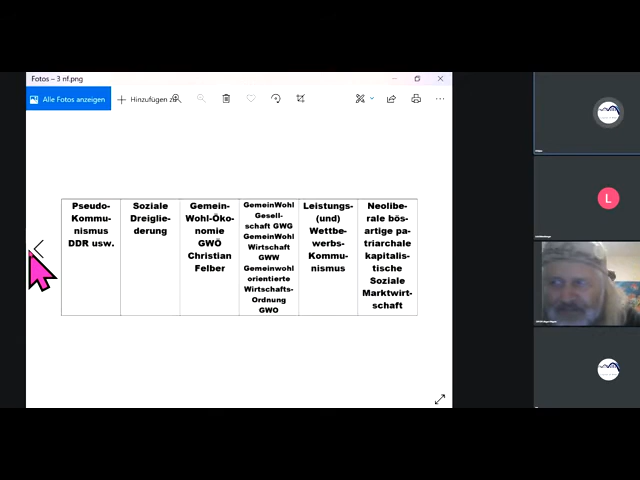 Fotos – 3 nf.png
Alle Fotos anzeigen
Hinzufügen zu
Pseudo-
Kommu-
nismus
DDR usw.
Soziale
Dreiglie-
derung
Gemein-
Wohl-Öko-
nomie
GWÖ
Christian
Felber
GemeinWohl
Gesell-
schaft GWG
GemeinWohl
Wirtschaft
GWW
Gemeinwohl
orientierte
Wirtschafts-
Ordnung
GWO
Leistungs-
(und)
Wettbe-
werbs-
Kommu-
nismus
Neolibe-
rale bös-
artige pa-
triarchale
kapitalis-
tische
Soziale
Marktwirt-
schaft
L